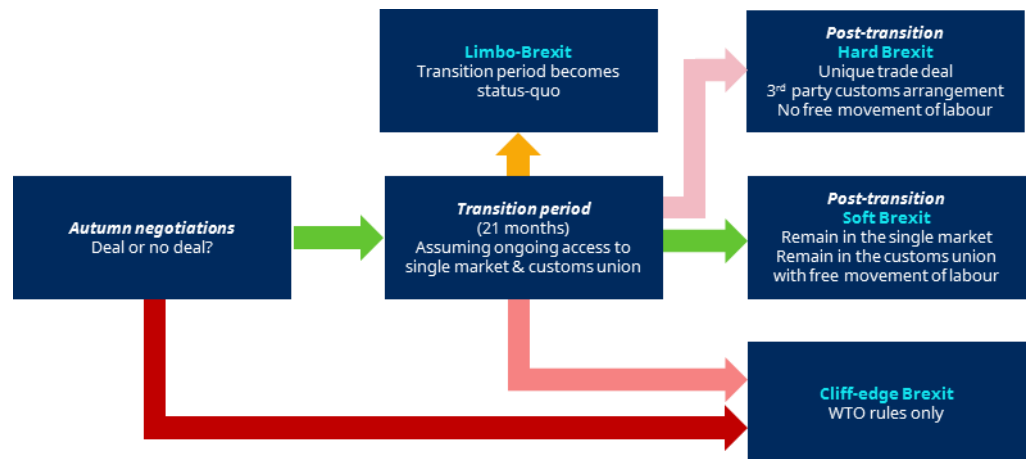 Limbo-Brexit
Transition period becomes
status-quo
Post-transition
Hard Brexit
Unique trade deal
3rd party customs arrangement
No free movement of labour
Autumn negotiations
Deal or no deal?
Transition period
(21 months)
Assuming ongoing access to
single market & customs union
Post-transition
Soft Brexit
Remain in the single market
Remain in the customs union
with free movement of labour
Cliff-edge Brexit
WTO rules only